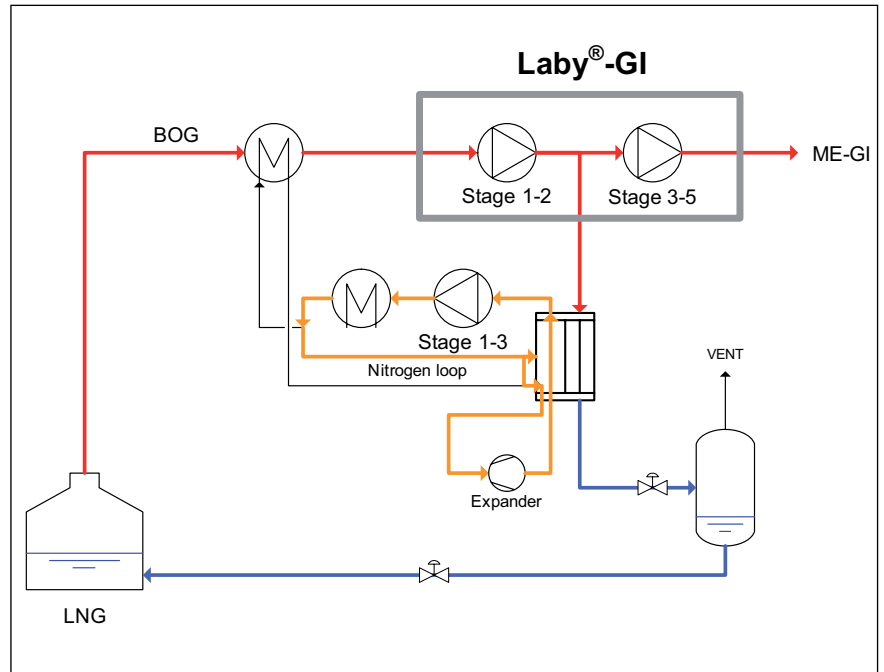 Laby®-GI
BOG
ME-GI
Stage 1-2
Stage 3-5
Stage 1-3
Nitrogen loop
VENT
Expander
LNG